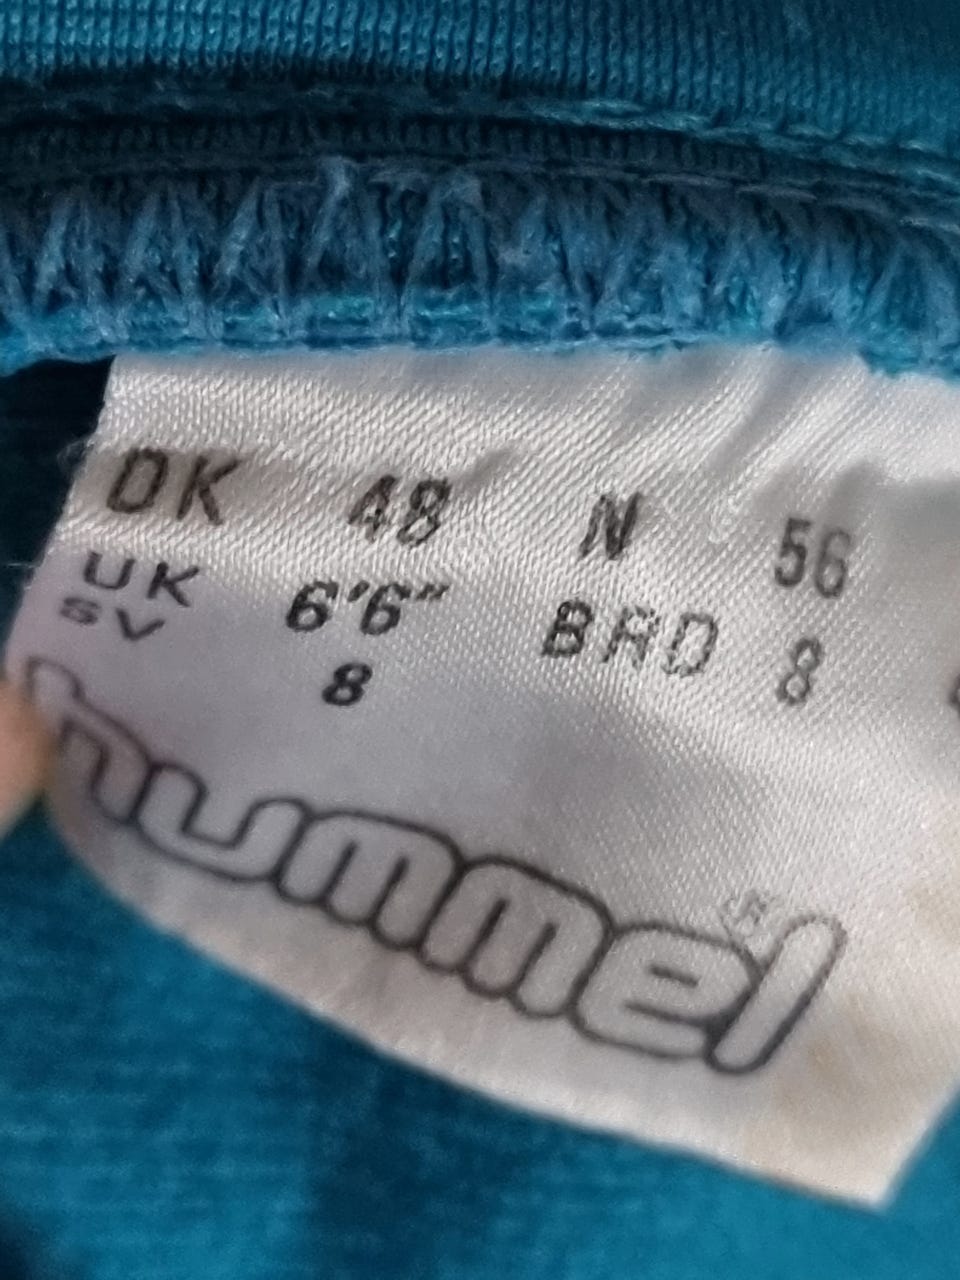 DK 48 N 56
UK 6'6" BRD 8
SV 8
hummel